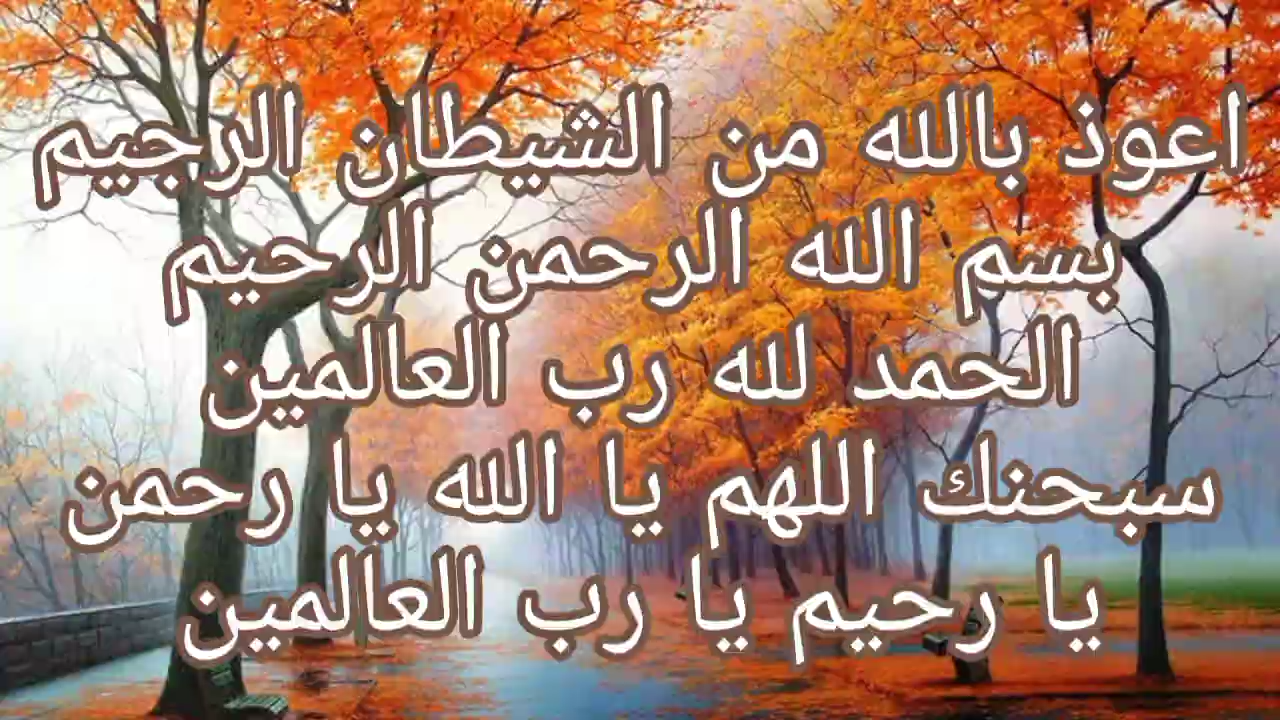 اعوذ بالله من الشيطان الرجيم
بسم الله الرحمن الرحيم
الحمد لله رب العالمين
سبحنك اللهم يا الله يا رحمن
يا رحيم يا رب العالمين